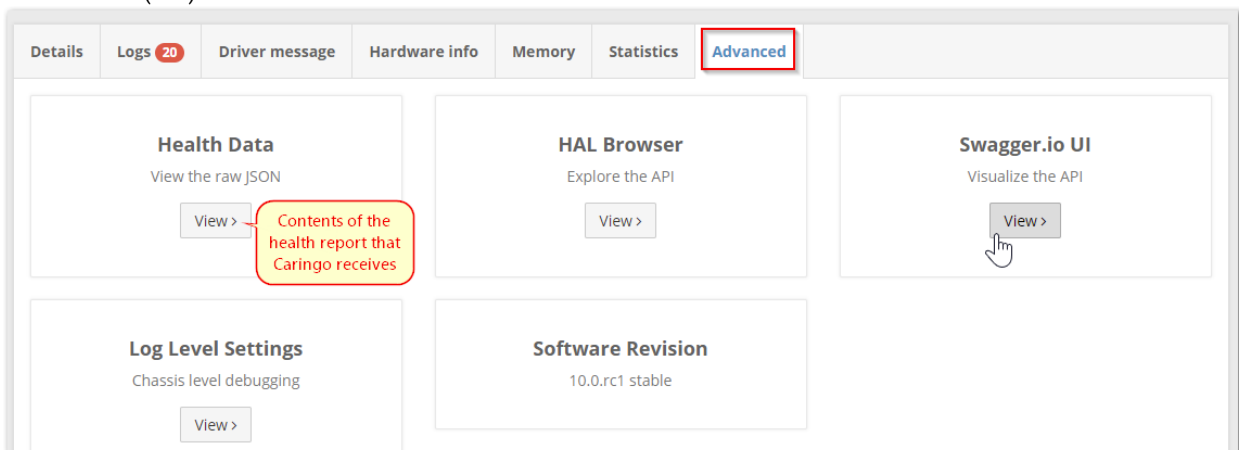 Details Logs 20 Driver message Hardware info Memory Statistics Advanced
Health Data
View the raw JSON
View >
Contents of the
health report that
Caringo receives
HAL Browser
Explore the API
View >
Swagger.io UI
Visualize the API
View >
Log Level Settings
Chassis level debugging
View >
Software Revision
10.0.rc1 stable